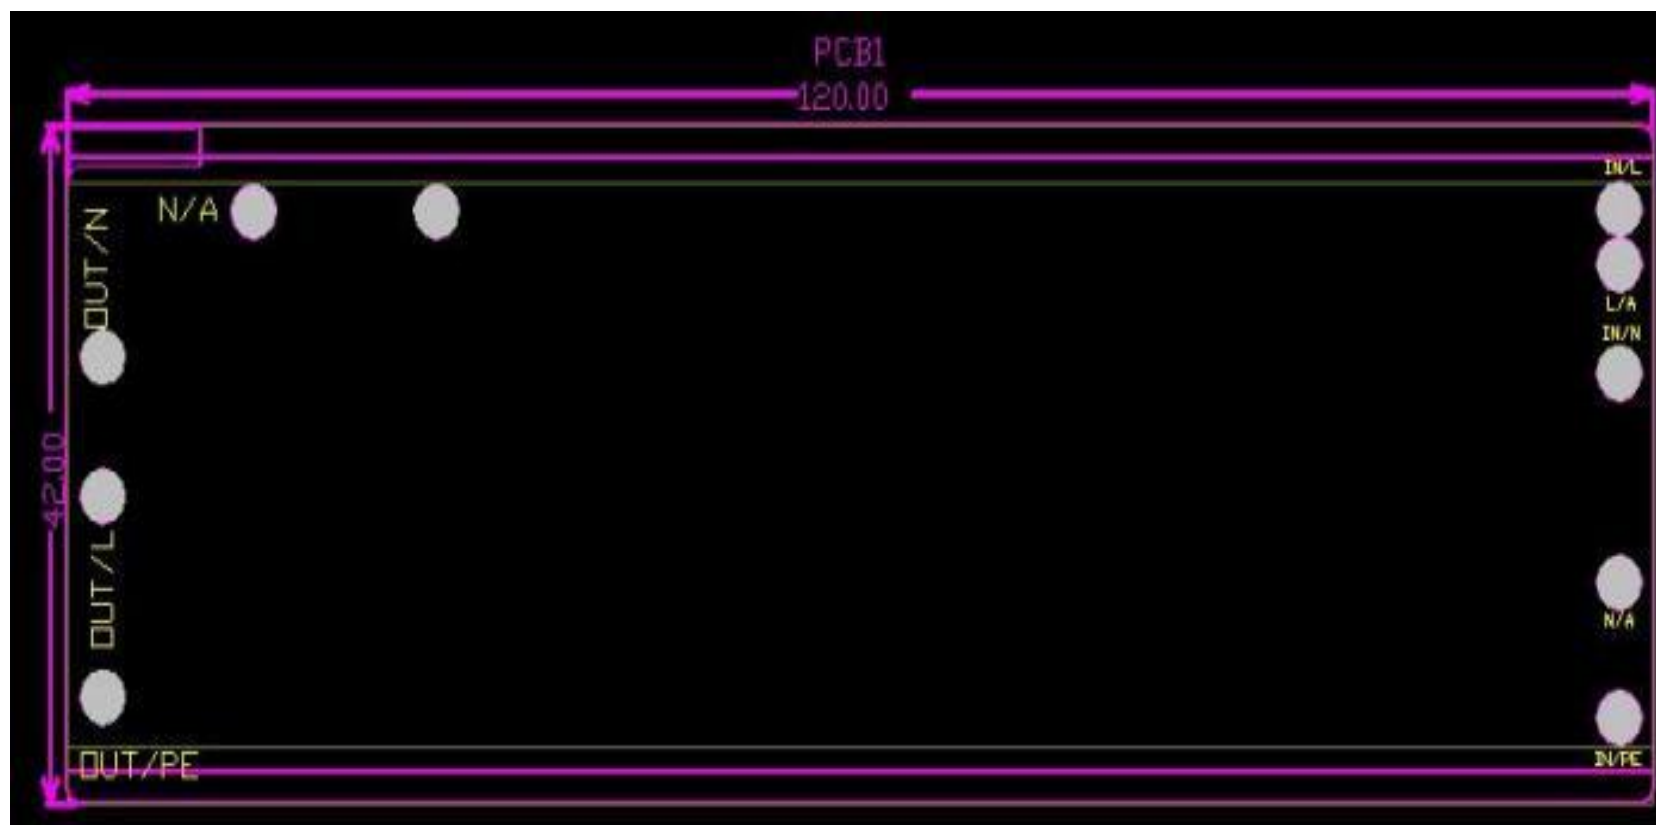 PCB1
120.00
IN/L
N/A
OUT/N
L/A
IN/N
42.00
OUT/L
N/A
OUT/PE
IN/PE